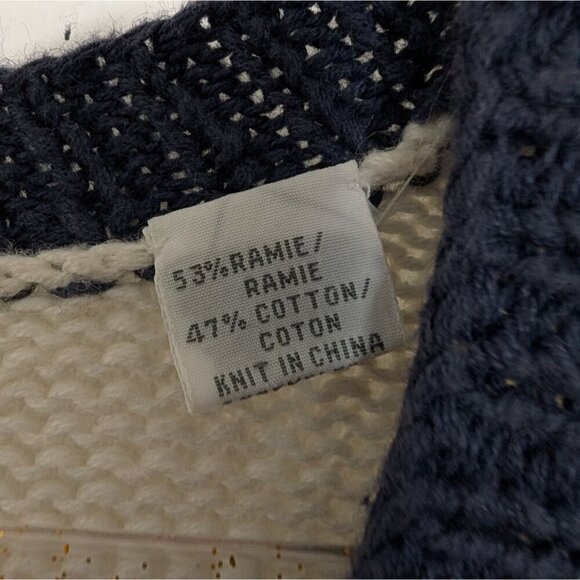 53% RAMIE/
RAMIE
47% COTTON/
COTON
KNIT IN CHINA